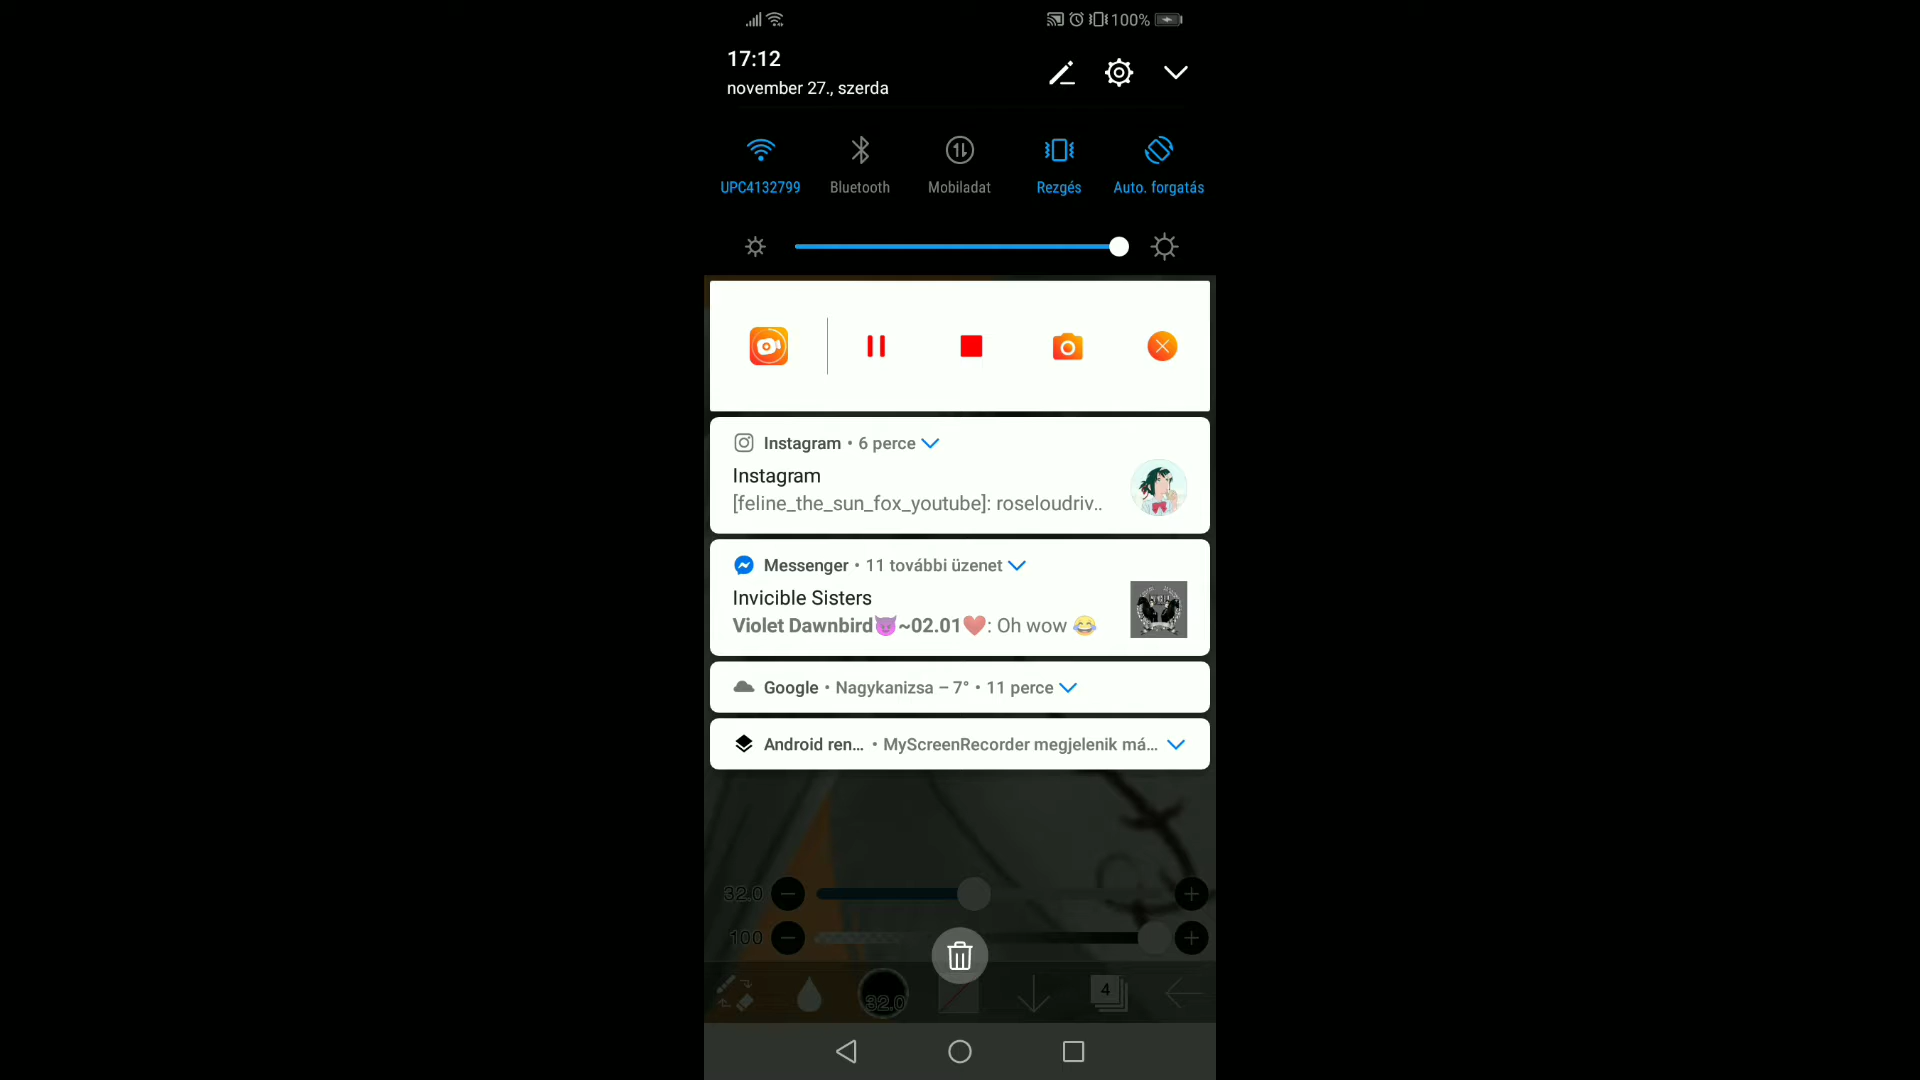 100%
17:12
november 27., szerda
UPC4132799
Bluetooth
Mobiladat
Rezgés
Auto. forgatás
Instagram • 6 perce
Instagram
[feline_the_sun_fox_youtube]: roseloudriv..
Messenger • 11 további üzenet
Invicible Sisters
Violet Dawnbird😈~02.01❤️: Oh wow 😂
Google • Nagykanizsa – 7° • 11 perce
Android ren... • MyScreenRecorder megjelenik má...
32.0
100
32.0
4